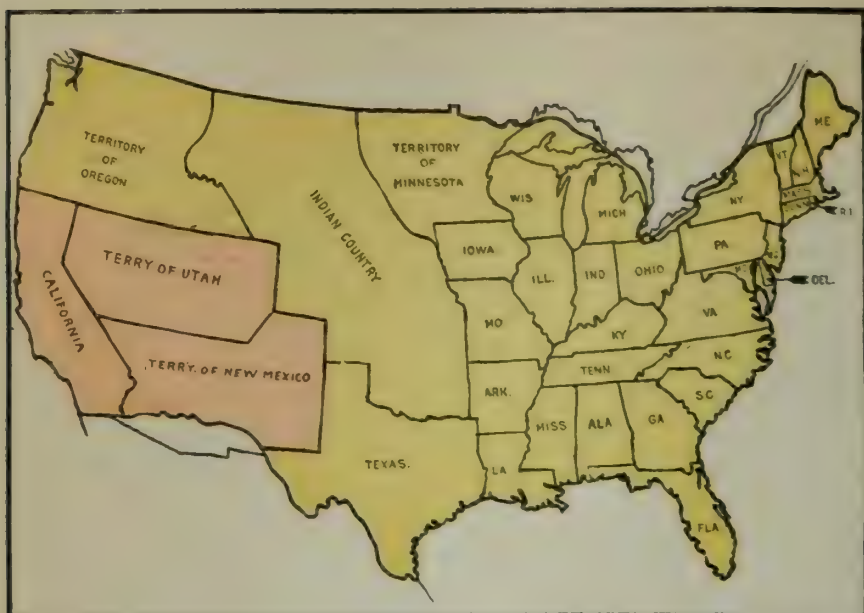 TERRITORY
OF
OREGON
INDIAN COUNTRY
TERRITORY
OF
MINNESOTA
WIS
MICH
ME
VT
N.H
MASS
CONN
R.I.
NY
PA
IOWA
ILL.
IND
OHIO
DEL.
CALIFORNIA
TERRY OF UTAH
TERRY. OF NEW MEXICO
MO
KY
VA
N.C
TENN
ARK.
S.C
MISS
ALA
GA
LA
TEXAS.
FLA